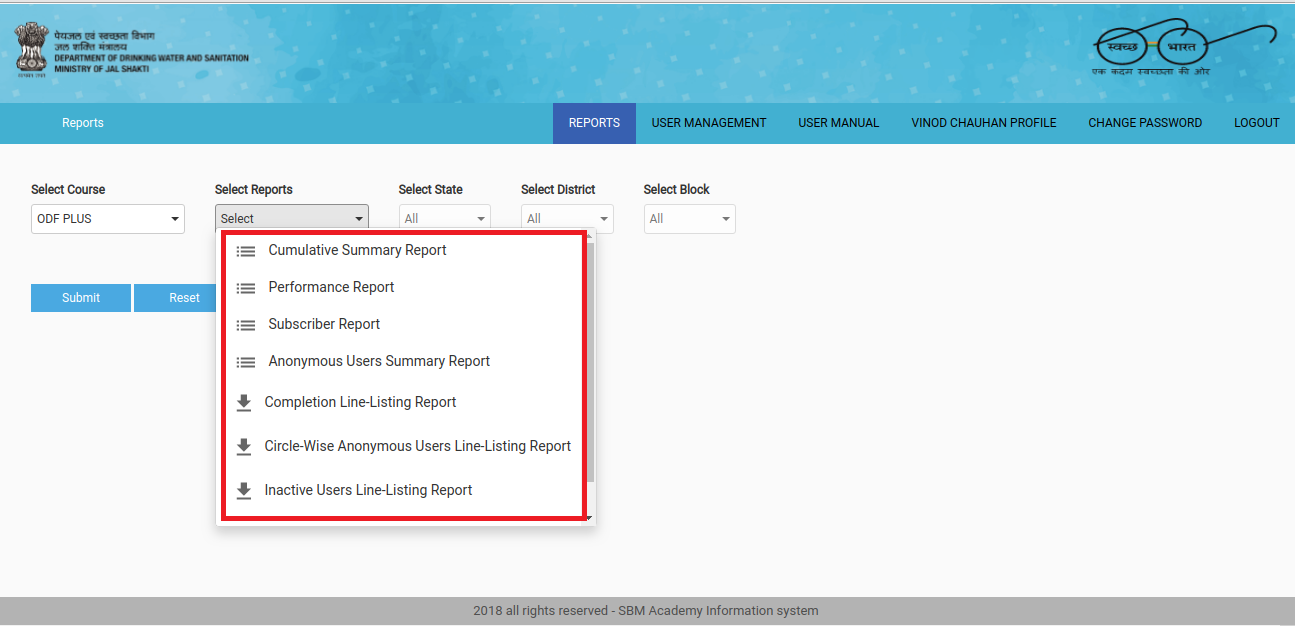 पेयजल एवं स्वच्छता विभाग
जल शक्ति मंत्रालय
DEPARTMENT OF DRINKING WATER AND SANITATION
MINISTRY OF JAL SHAKTI
सत्यमेव जयते
स्वच्छ भारत
एक कदम स्वच्छता की ओर
Reports
REPORTS USER MANAGEMENT USER MANUAL VINOD CHAUHAN PROFILE CHANGE PASSWORD LOGOUT
Select Course Select Reports Select State Select District Select Block
ODF PLUS Select All All All
Cumulative Summary Report
Performance Report
Submit Reset
Subscriber Report
Anonymous Users Summary Report
Completion Line-Listing Report
Circle-Wise Anonymous Users Line-Listing Report
Inactive Users Line-Listing Report
2018 all rights reserved - SBM Academy Information system